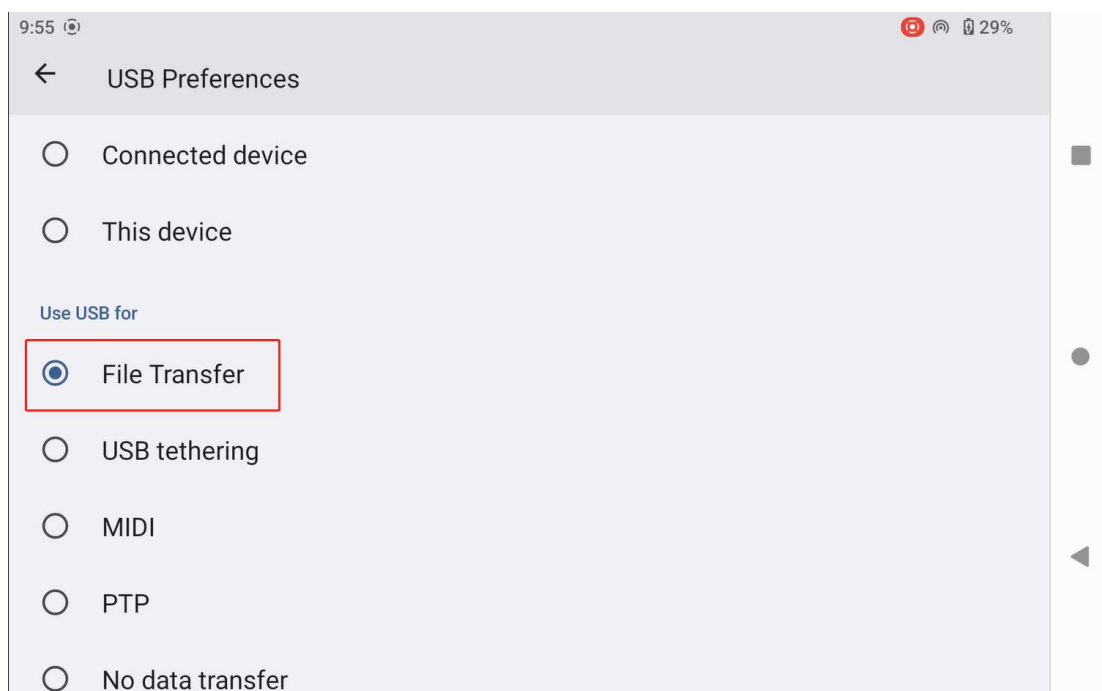 9:55
29%
USB Preferences
Connected device
This device
Use USB for
File Transfer
USB tethering
MIDI
PTP
No data transfer